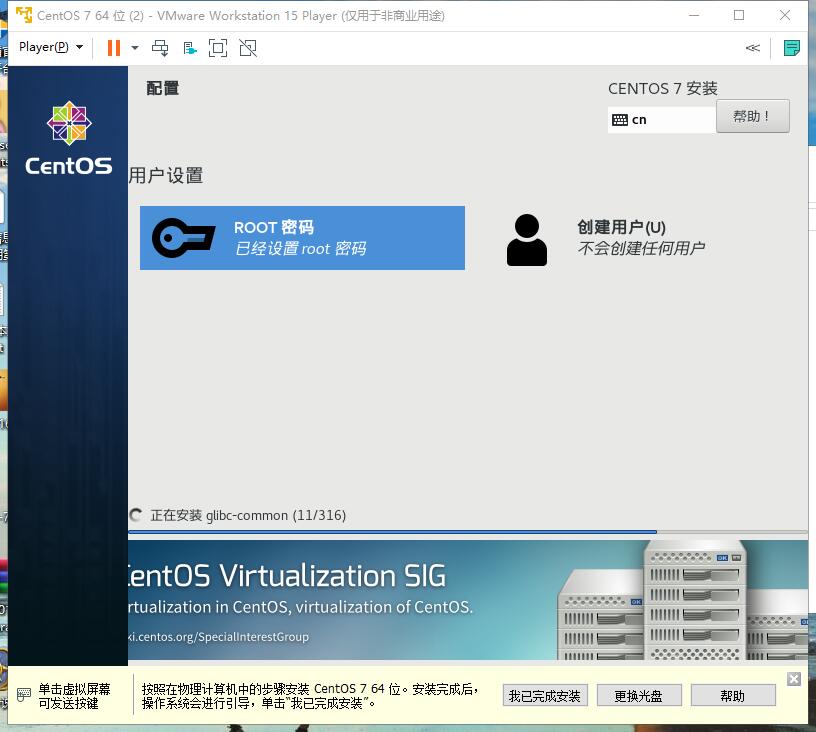 CentOS 7 64 位 (2) - VMware Workstation 15 Player (仅用于非商业用途)
Player(P)
配置
CENTOS 7 安装
cn
帮助！
CentOS
用户设置
ROOT 密码
已经设置 root 密码
创建用户(U)
不会创建任何用户
正在安装 glibc-common (11/316)
CentOS Virtualization SIG
rtualization in CentOS, virtualization of CentOS.
ki.centos.org/SpecialInterestGroup
单击虚拟屏幕
可发送按键
按照在物理计算机中的步骤安装 CentOS 7 64 位。安装完成后，
操作系统会进行引导，单击“我已完成安装”。
我已完成安装
更换光盘
帮助